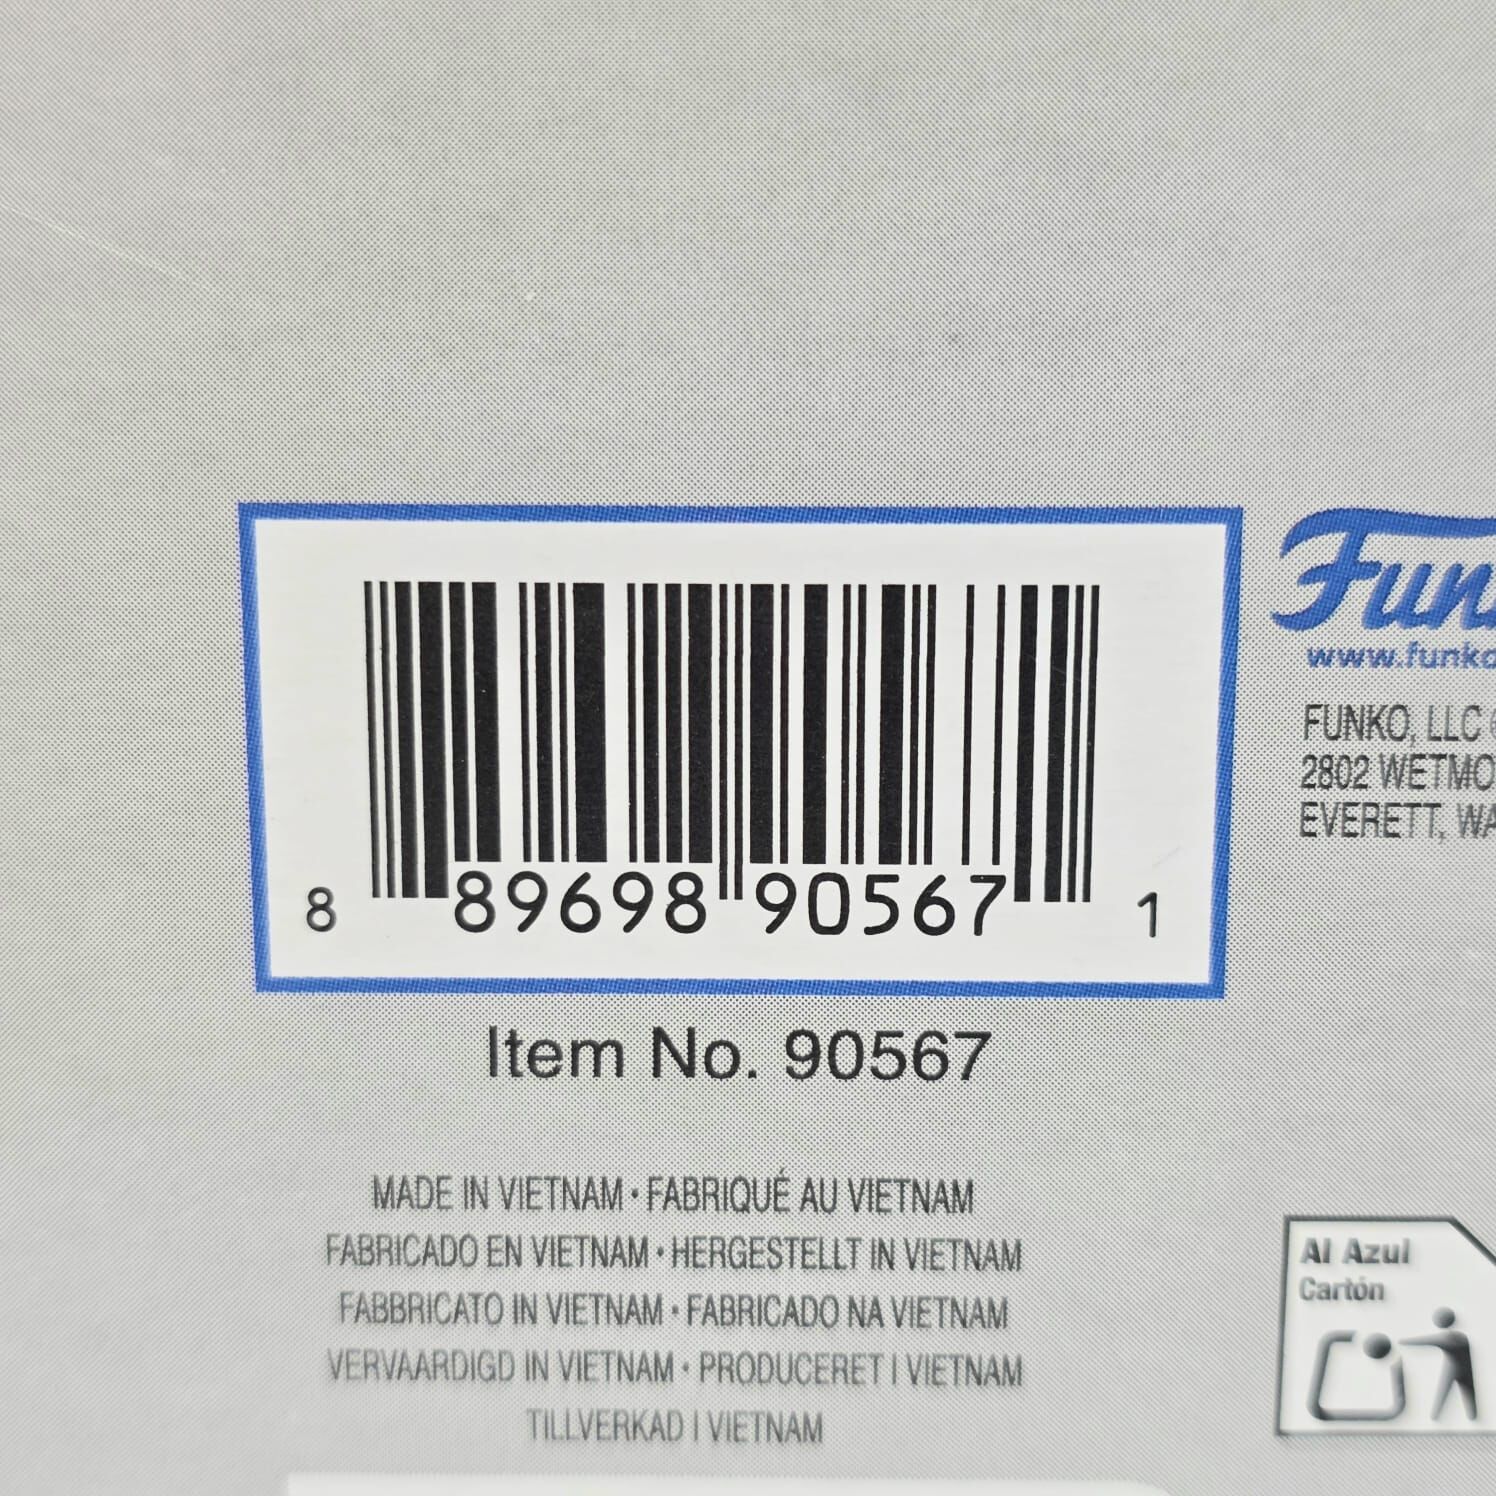 8 89698 90567 1
Item No. 90567
MADE IN VIETNAM · FABRIQUÉ AU VIETNAM
FABRICADO EN VIETNAM · HERGESTELLT IN VIETNAM
FABBRICATO IN VIETNAM · FABRICADO NA VIETNAM
VERVAARDIGD IN VIETNAM · PRODUCERET I VIETNAM
TILLVERKAD I VIETNAM
Fun
www.funko
FUNKO, LLC
2802 WETMO
EVERETT, WA
Al Azul
Cartón